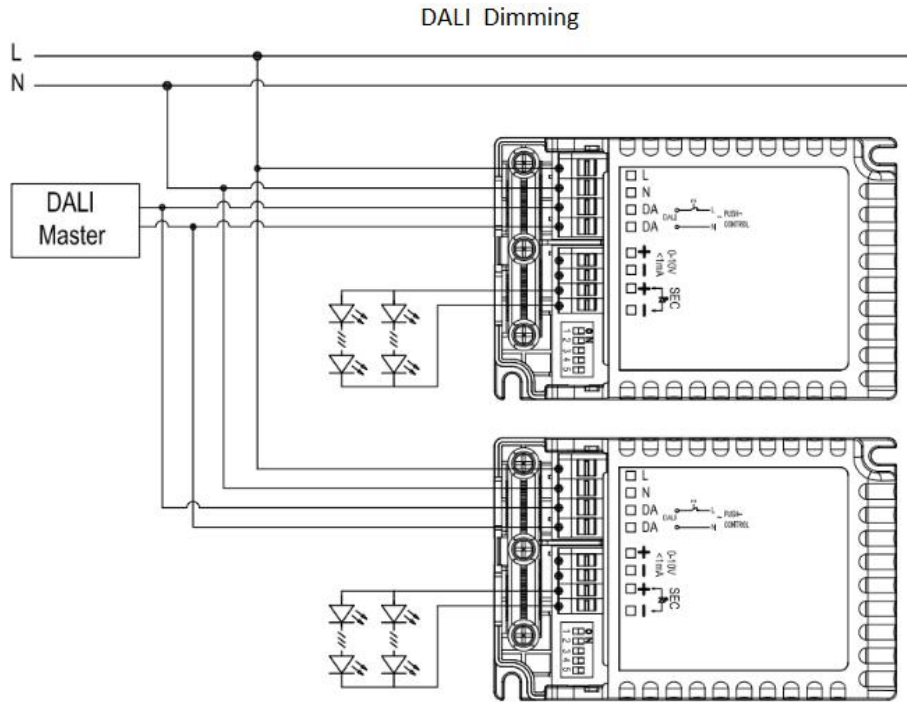 DALI Dimming
L
N
DALI
Master
L
N
DA
DA
DALI
L
N
PUSH
CONTROL
+
-
0-10V
<1mA
+
-
SEC
ON
1
2
3
4
5
L
N
DA
DA
DALI
L
N
PUSH
CONTROL
+
-
0-10V
<1mA
+
-
SEC
ON
1
2
3
4
5